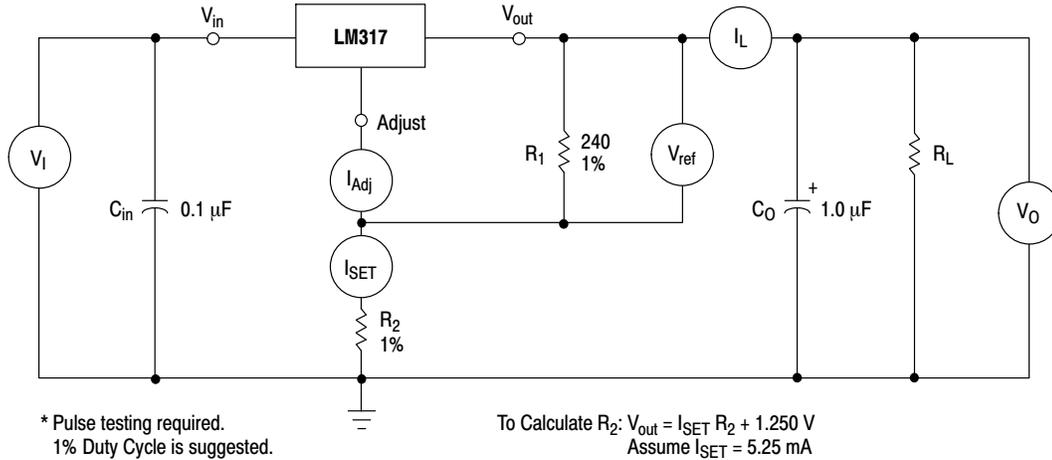 V_in
LM317
V_out
I_L
Adjust
V_I
C_in
0.1 μF
I_Adj
R_1
240
1%
V_ref
C_O
+
1.0 μF
R_L
V_O
I_SET
R_2
1%
* Pulse testing required.
1% Duty Cycle is suggested.
To Calculate R_2: V_out = I_SET R_2 + 1.250 V
Assume I_SET = 5.25 mA